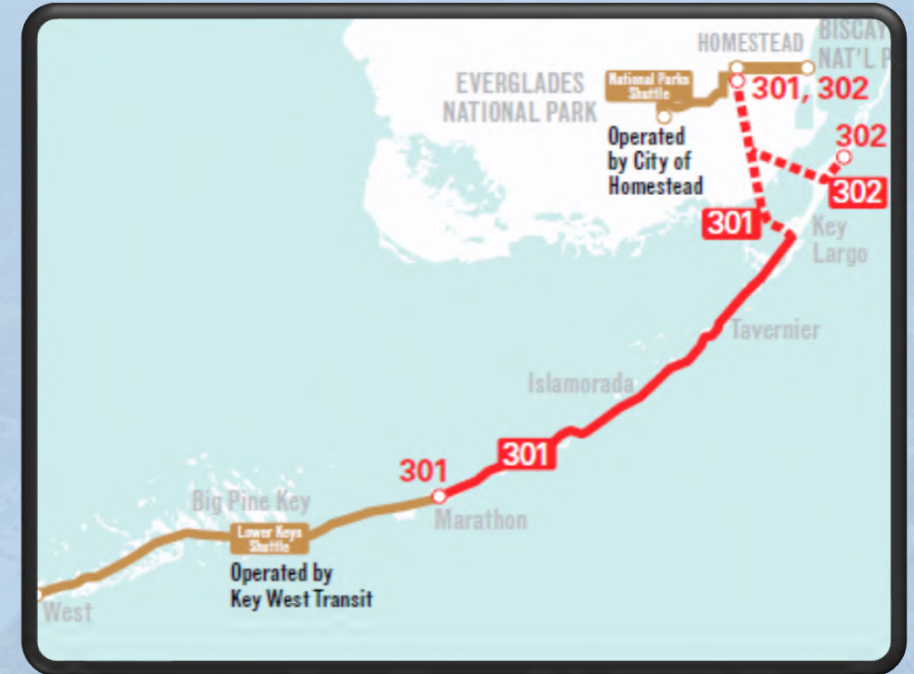 BISCAY
HOMESTEAD
NAT'L P
EVERGLADES
NATIONAL PARK
National Parks
Shuttle
301, 302
Operated
by City of
Homestead
302
302
301
Key
Largo
Tavernier
Islamorada
301
301
Big Pine Key
Marathon
Lower Keys
Shuttle
Operated by
Key West Transit
West